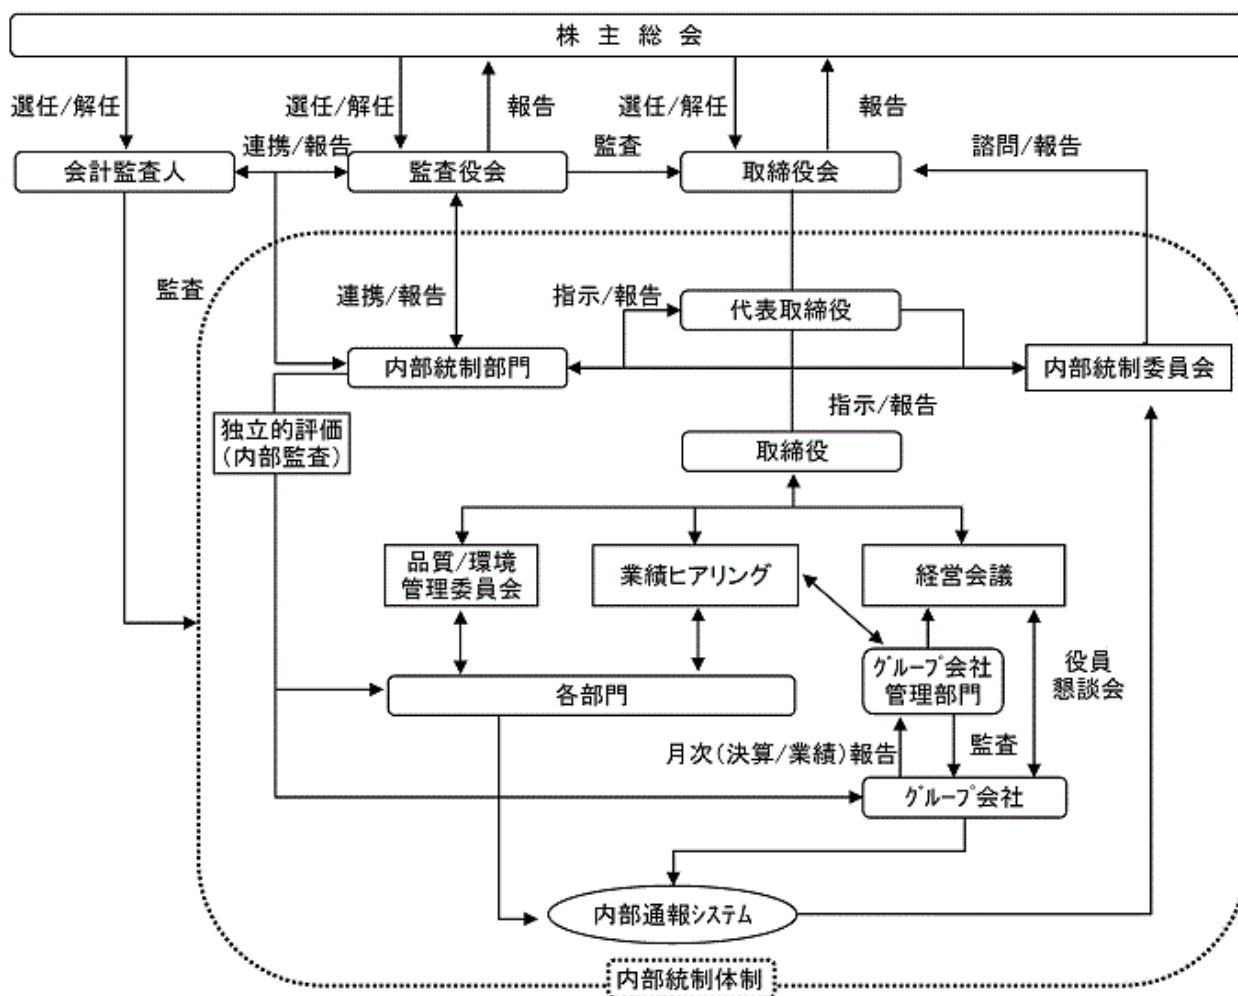 株主総会
選任/解任
選任/解任
報告
選任/解任
報告
連携/報告
監査
諮問/報告
会計監査人
監査役会
取締役会
監査
連携/報告
指示/報告
代表取締役
内部統制部門
内部統制委員会
指示/報告
独立的評価
(内部監査)
取締役
品質/環境
管理委員会
業績ヒアリング
経営会議
グループ会社
管理部門
役員
懇談会
各部門
月次(決算/業績)報告
監査
グループ会社
内部通報システム
内部統制体制